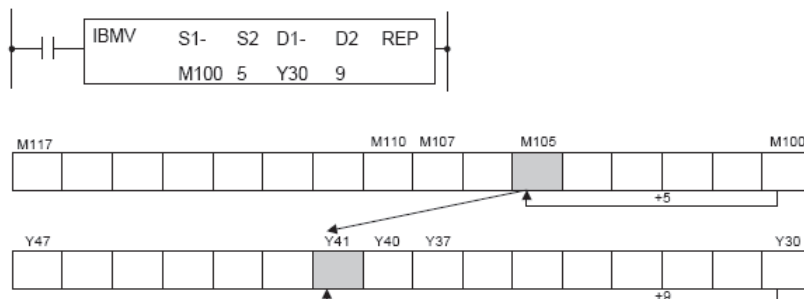 IBMV S1- S2 D1- D2 REP
M100 5 Y30 9
M117 M110 M107 M105 M100
+5
Y47 Y41 Y40 Y37 Y30
+9